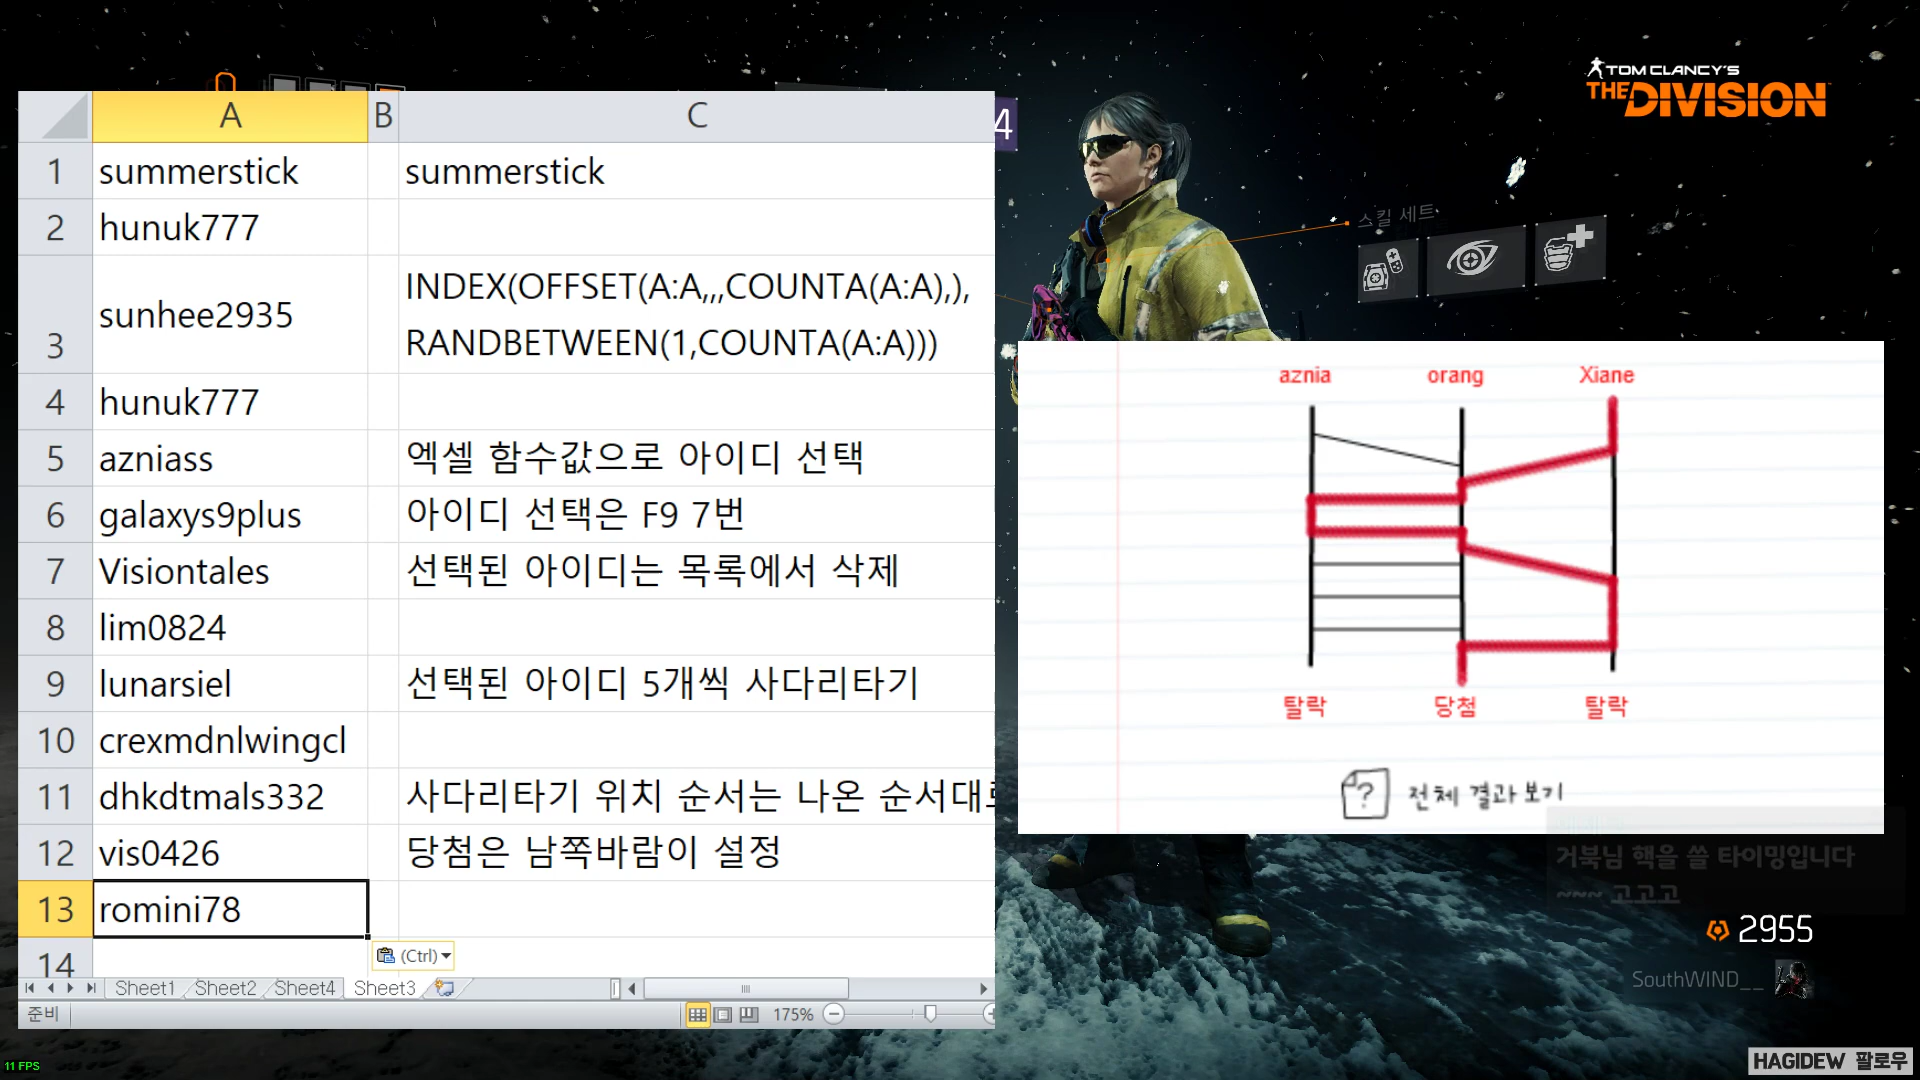 TOM CLANCY'S
THE DIVISION
A B C
1 summerstick summerstick
2 hunuk777
3 sunhee2935 INDEX(OFFSET(A:A,,,COUNTA(A:A),),
RANDBETWEEN(1,COUNTA(A:A)))
4 hunuk777
5 azniass 엑셀 함수값으로 아이디 선택
6 galaxys9plus 아이디 선택은 F9 7번
7 Visiontales 선택된 아이디는 목록에서 삭제
8 lim0824
9 lunarsiel 선택된 아이디 5개씩 사다리타기
10 crexmdnlwingcl
11 dhkdtmals332 사다리타기 위치 순서는 나온 순서대로
12 vis0426 당첨은 남쪽바람이 설정
13 romini78
14
(Ctrl)
Sheet1 Sheet2 Sheet4 Sheet3
준비 175%
4
스킬 세트
aznia orang Xiane
탈락 당첨 탈락
? 전체 결과 보기
거북님 핵을 쓸 타이밍입니다
~~~ 고고고
2955
SouthWIND__
11 FPS
HAGIDEW 팔로우